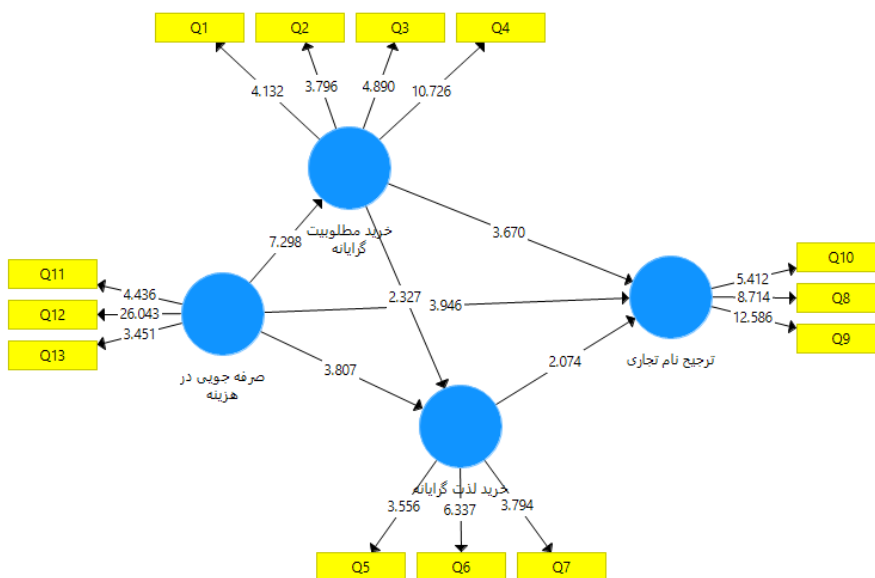 Q1
Q2
Q3
Q4
4.132
3.796
4.890
10.726
خرید مطلوبیت
گرایانه
7.298
3.670
Q11
Q12
Q13
4.436
26.043
3.451
2.327
3.946
Q10
Q8
Q9
5.412
8.714
12.586
صرفه جویی در
هزینه
3.807
2.074
ترجیح نام تجاری
خرید لذت گرایانه
3.556
6.337
3.794
Q5
Q6
Q7